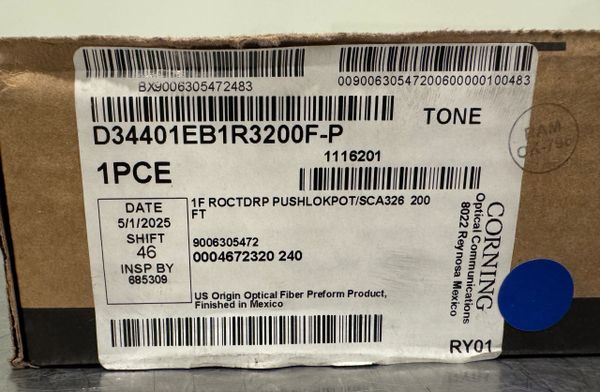 BX9006305472483
00900630547200600000100483
D34401EB1R3200F-P
TONE
1PCE
1116201
DATE
5/1/2025
SHIFT
46
INSP BY
685309
1F ROCTDRP PUSHLOKPOT/SCA326 200
FT
9006305472
0004672320 240
US Origin Optical Fiber Preform Product,
Finished in Mexico
CORNING
Optical Communications
8022 Reynosa Mexico
RY01